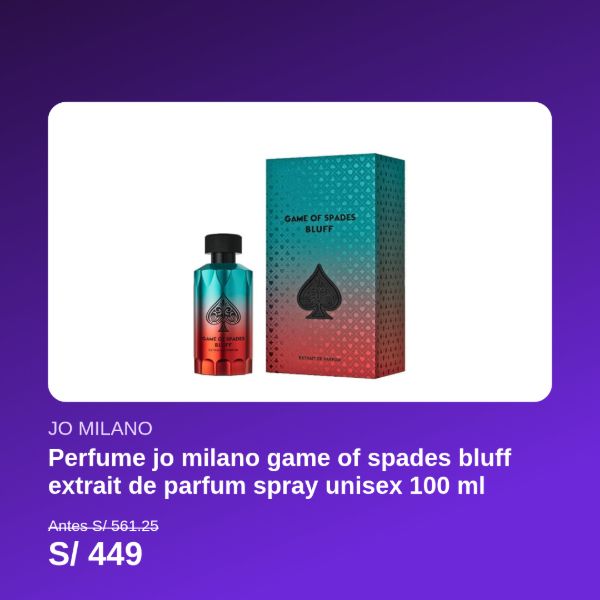 GAME OF SPADES
BLUFF
EXTRAIT DE PARFUM
GAME OF SPADES
BLUFF
JO MILANO
Perfume jo milano game of spades bluff
extrait de parfum spray unisex 100 ml
Antes S/ 561.25
S/ 449